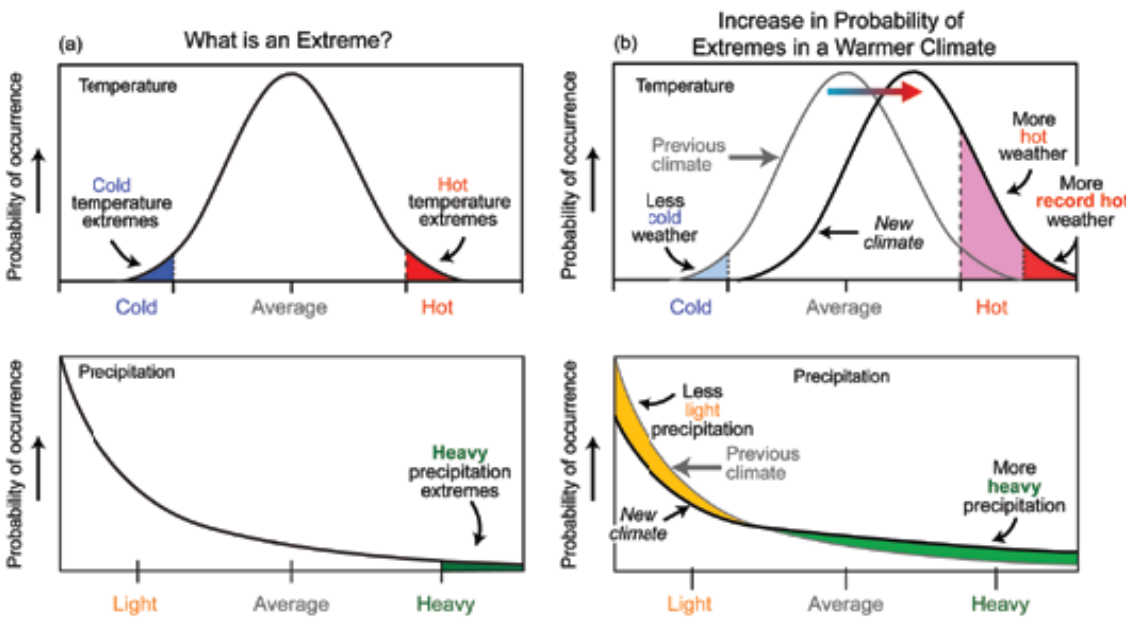 (a)
What is an Extreme?
Temperature
Probability of occurrence
Cold
temperature
extremes
Hot
temperature
extremes
Cold
Average
Hot
Precipitation
Probability of occurrence
Heavy
precipitation
extremes
Light
Average
Heavy
(b)
Increase in Probability of
Extremes in a Warmer Climate
Temperature
Probability of occurrence
Previous
climate
Less
cold
weather
New
climate
More
hot
weather
More
record hot
weather
Cold
Average
Hot
Precipitation
Probability of occurrence
Less
light
precipitation
Previous
climate
New
climate
More
heavy
precipitation
Light
Average
Heavy